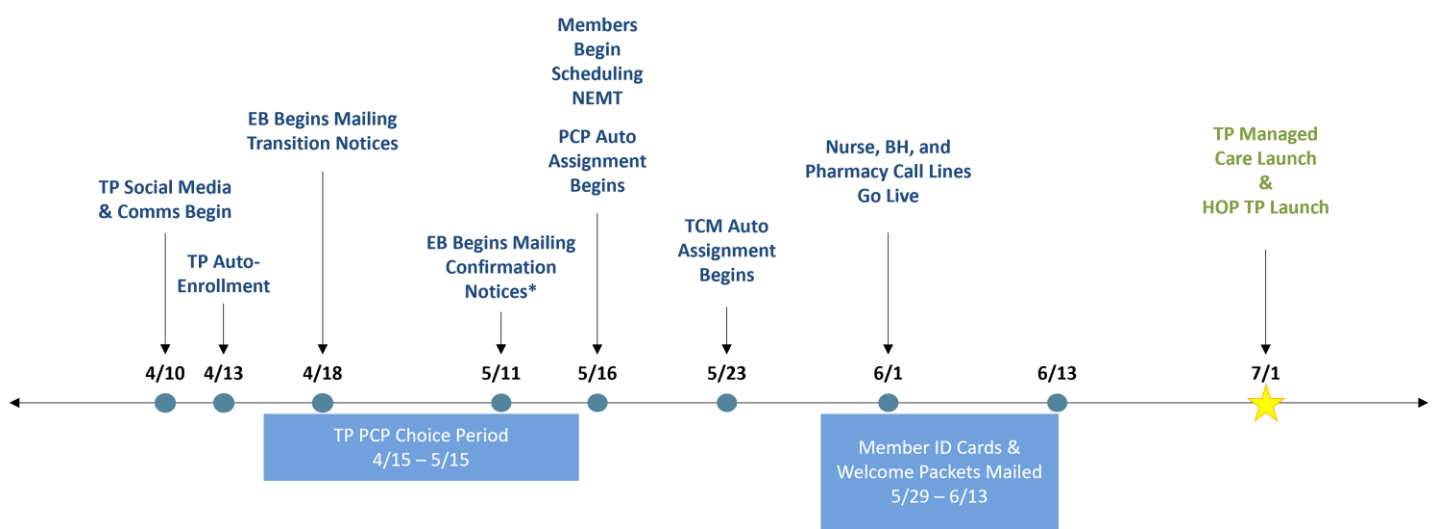 Members
Begin
Scheduling
NEMT
EB Begins Mailing
Transition Notices
PCP Auto
Assignment
Begins
Nurse, BH, and
Pharmacy Call Lines
Go Live
TP Managed
Care Launch
&
HOP TP Launch
TP Social Media
& Comms Begin
TP Auto-
Enrollment
EB Begins Mailing
Confirmation
Notices*
TCM Auto
Assignment
Begins
4/10
4/13
4/18
5/11
5/16
5/23
6/1
6/13
7/1
TP PCP Choice Period
4/15 – 5/15
Member ID Cards &
Welcome Packets Mailed
5/29 – 6/13